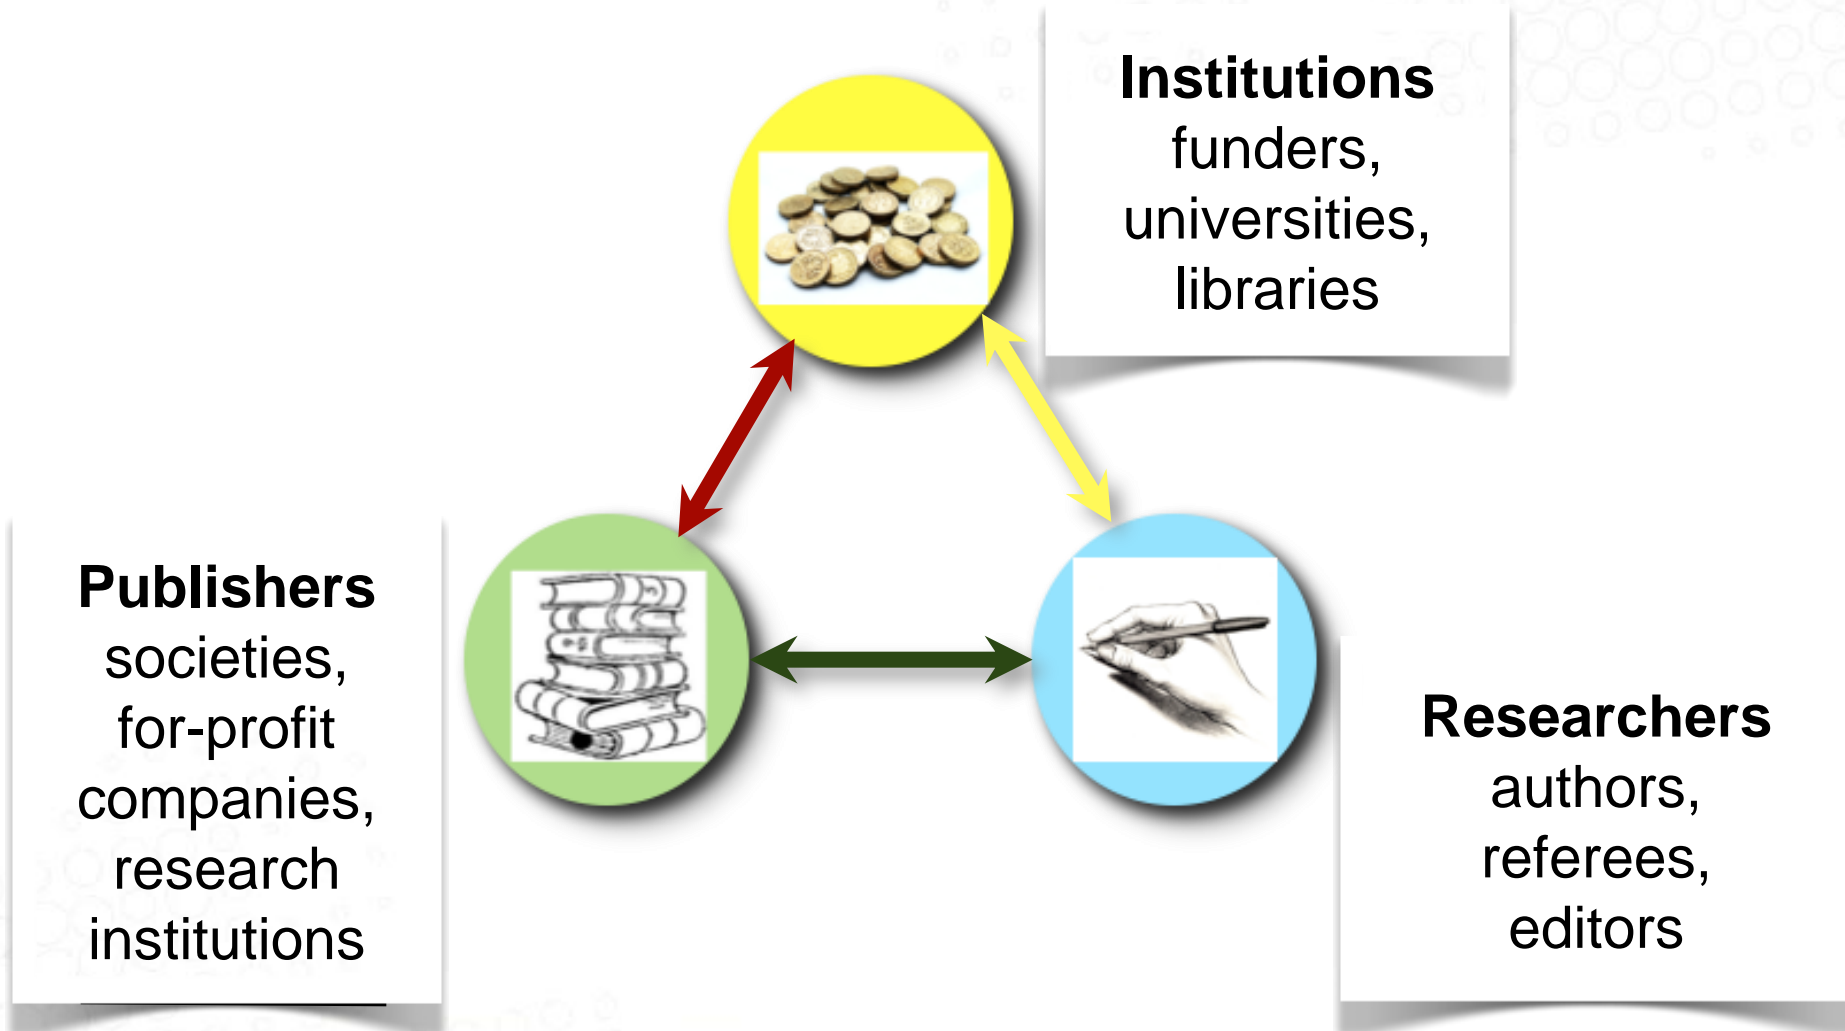 Institutions
funders,
universities,
libraries
Publishers
societies,
for-profit
companies,
research
institutions
Researchers
authors,
referees,
editors